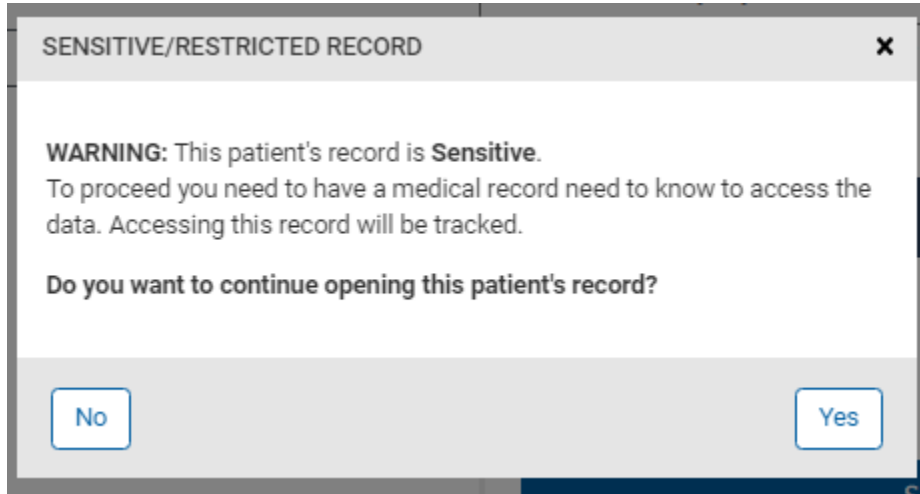 SENSITIVE/RESTRICTED RECORD
WARNING: This patient's record is Sensitive.
To proceed you need to have a medical record need to know to access the
data. Accessing this record will be tracked.
Do you want to continue opening this patient's record?
No
Yes